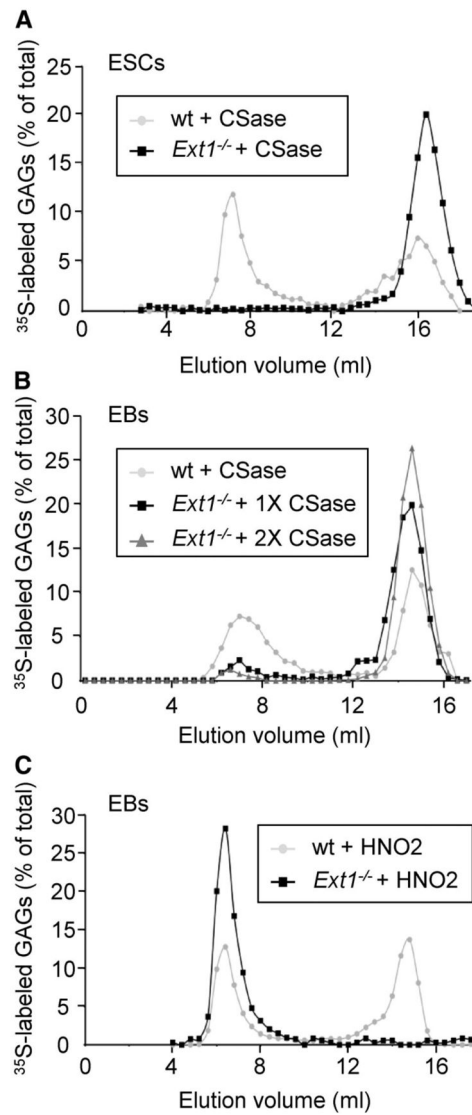 A
ESCs
25
20
15
10
5
0
wt + CSase
Ext1-/- + CSase
³⁵S-labeled GAGs (% of total)
0 4 8 12 16
Elution volume (ml)
B
EBs
30
25
20
15
10
5
0
wt + CSase
Ext1-/- + 1X CSase
Ext1-/- + 2X CSase
³⁵S-labeled GAGs (% of total)
0 4 8 12 16
Elution volume (ml)
C
EBs
30
25
20
15
10
5
0
wt + HNO2
Ext1-/- + HNO2
³⁵S-labeled GAGs (% of total)
0 4 8 12 16
Elution volume (ml)